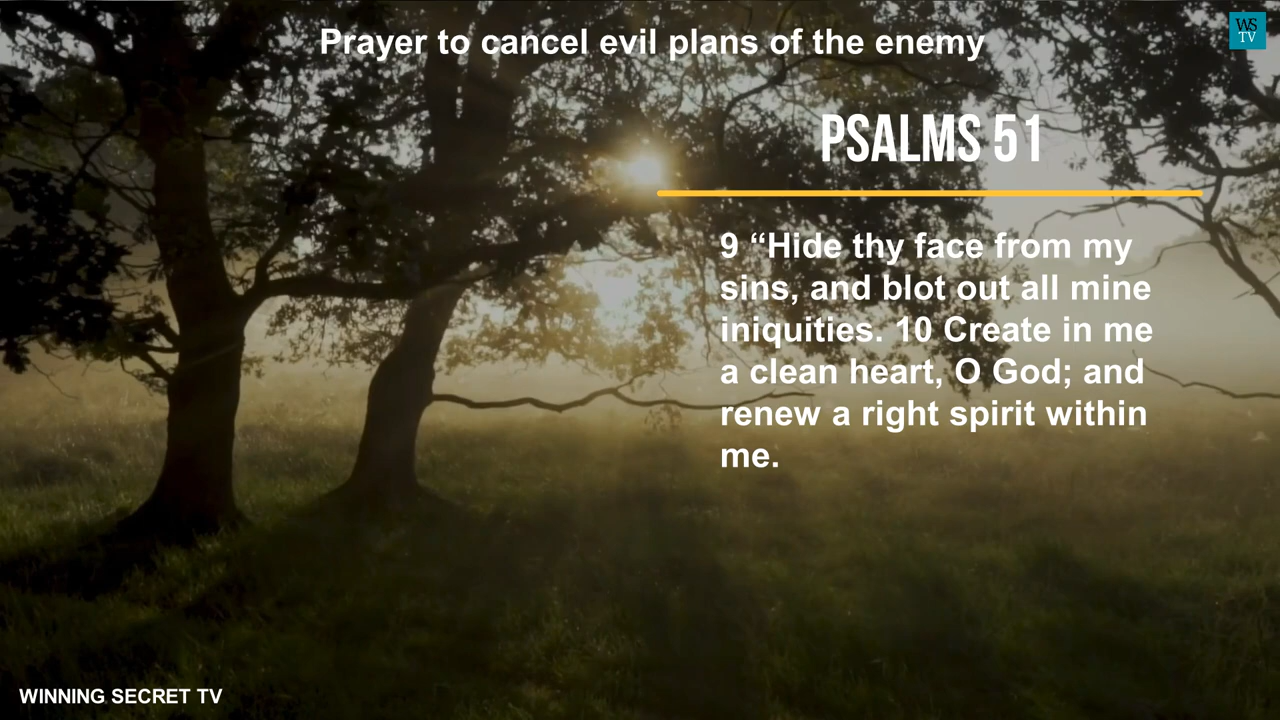 Prayer to cancel evil plans of the enemy
WS
TV
PSALMS 51
9 “Hide thy face from my
sins, and blot out all mine
iniquities. 10 Create in me
a clean heart, O God; and
renew a right spirit within
me.
WINNING SECRET TV